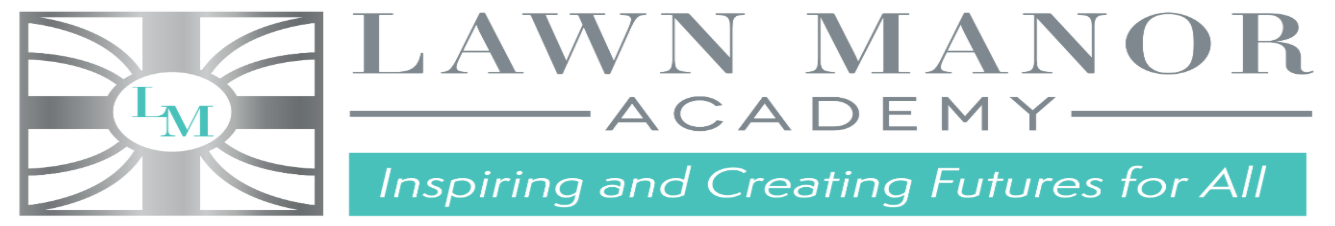 LM
LAWN MANOR
ACADEMY
Inspiring and Creating Futures for All